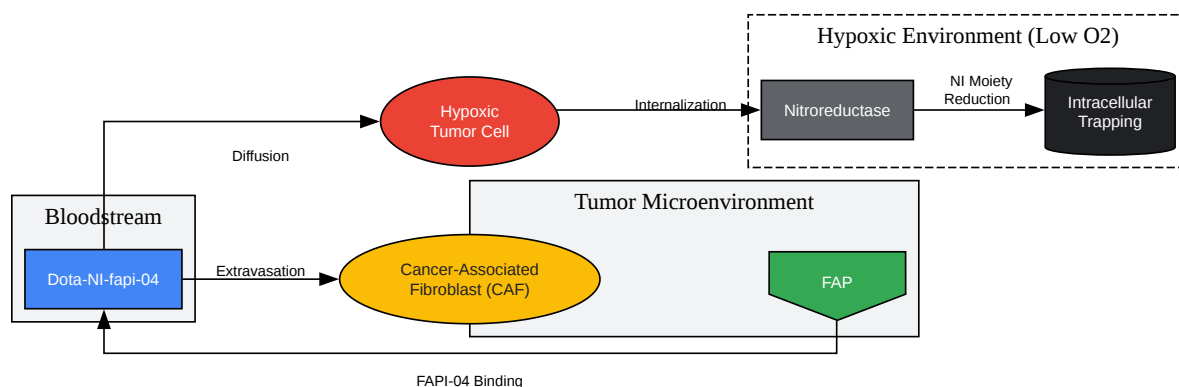 Hypoxic Environment (Low O2)
Hypoxic
Tumor Cell
Internalization
Nitroreductase
NI Moiety
Reduction
Intracellular
Trapping
Diffusion
Bloodstream
Tumor Microenvironment
Dota-NI-fapi-04
Extravasation
Cancer-Associated
Fibroblast (CAF)
FAP
FAPI-04 Binding